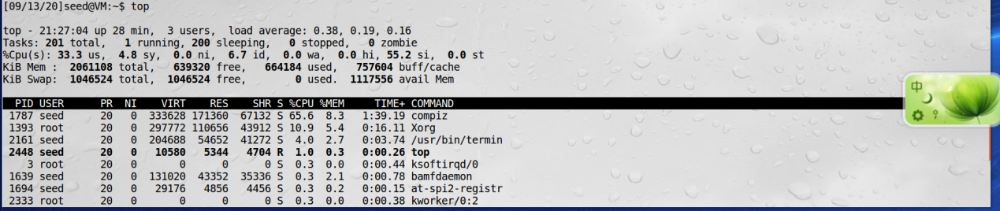 [09/13/20]seed@VM:~$ top
top - 21:27:04 up 28 min,  3 users,  load average: 0.38, 0.19, 0.16
Tasks: 201 total,   1 running, 200 sleeping,   0 stopped,   0 zombie
%Cpu(s): 33.3 us,  4.8 sy,  0.0 ni,  6.7 id,  0.0 wa,  0.0 hi, 55.2 si,  0.0 st
KiB Mem :  2061108 total,   639320 free,   664184 used,   757604 buff/cache
KiB Swap:  1046524 total,  1046524 free,        0 used.  1117556 avail Mem
中
  PID USER      PR  NI    VIRT    RES    SHR S %CPU %MEM     TIME+ COMMAND
 1787 seed      20   0  333628 171360  67132 S 65.6  8.3   1:39.19 compiz
 1393 root      20   0  297772 110656  43912 S 10.9  5.4   0:16.11 Xorg
 2161 seed      20   0  204688  54652  41272 S  4.0  2.7   0:03.74 /usr/bin/termin
 2448 seed      20   0   10580   5344   4704 R  1.0  0.3   0:00.26 top
    3 root      20   0       0      0      0 S  0.3  0.0   0:00.44 ksoftirqd/0
 1639 seed      20   0  131020  43352  35336 S  0.3  2.1   0:00.78 bamfdaemon
 1694 seed      20   0   29176   4856   4456 S  0.3  0.2   0:00.15 at-spi2-registr
 2333 root      20   0       0      0      0 S  0.3  0.0   0:00.38 kworker/0:2